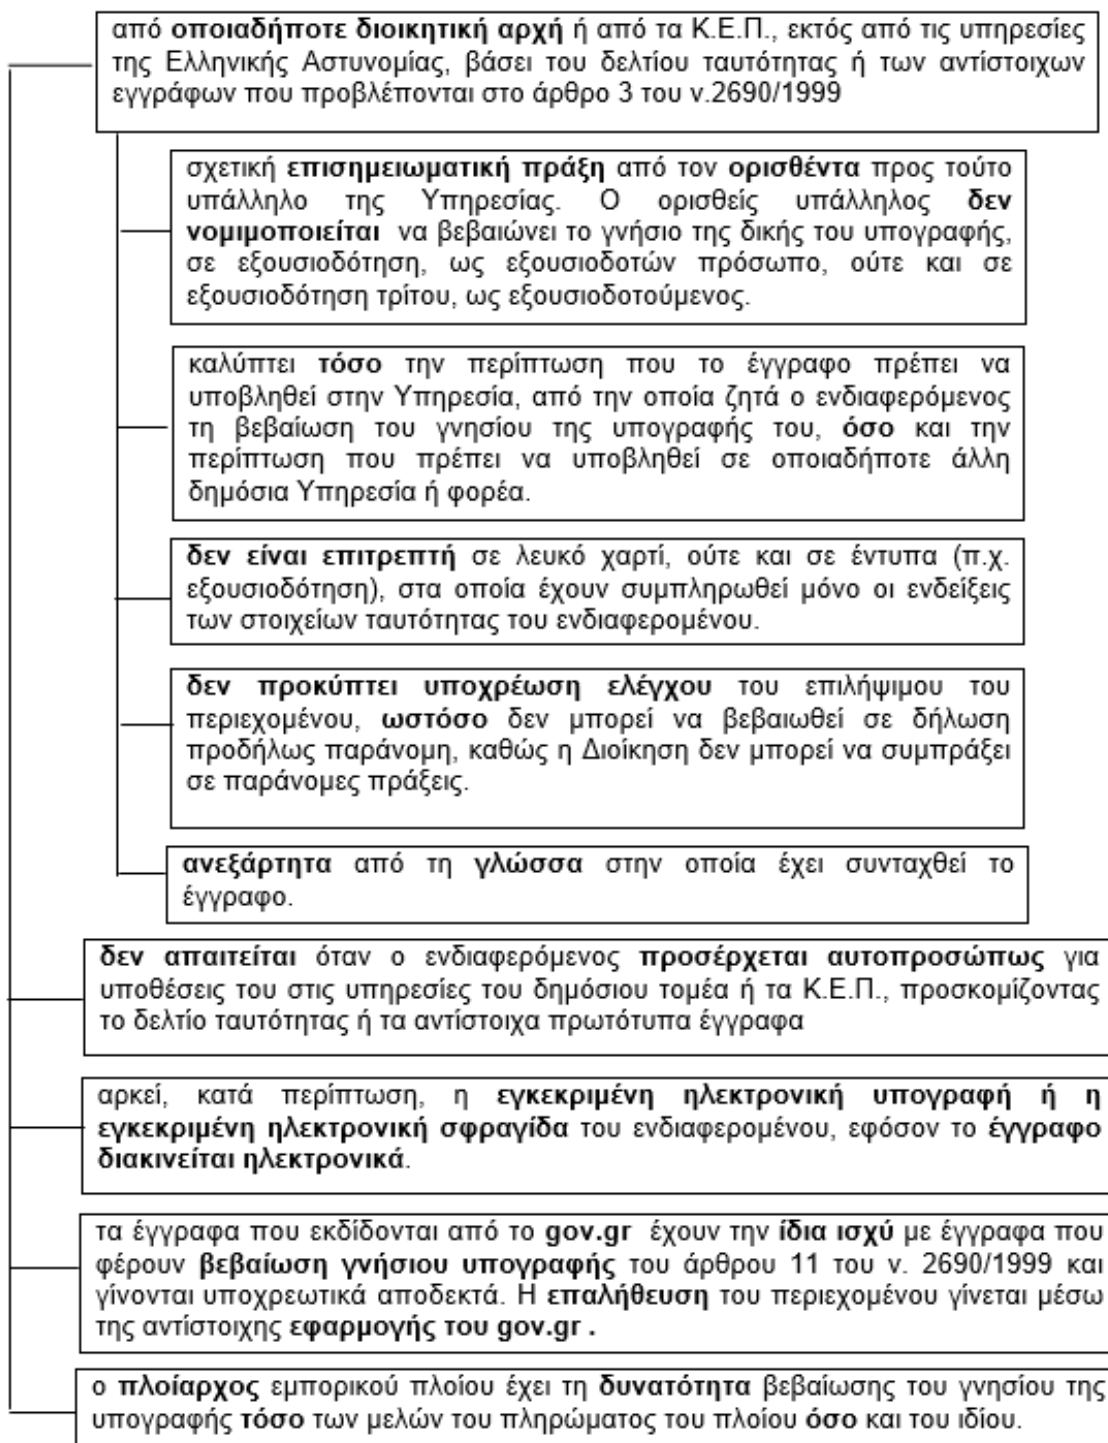 από οποιαδήποτε διοικητική αρχή ή από τα Κ.Ε.Π., εκτός από τις υπηρεσίες
της Ελληνικής Αστυνομίας, βάσει του δελτίου ταυτότητας ή των αντίστοιχων
εγγράφων που προβλέπονται στο άρθρο 3 του ν.2690/1999
σχετική επισημειωματική πράξη από τον ορισθέντα προς τούτο
υπάλληλο της Υπηρεσίας. Ο ορισθείς υπάλληλος δεν
νομιμοποιείται να βεβαιώνει το γνήσιο της δικής του υπογραφής,
σε εξουσιοδότηση, ως εξουσιοδοτών πρόσωπο, ούτε και σε
εξουσιοδότηση τρίτου, ως εξουσιοδοτούμενος.
καλύπτει τόσο την περίπτωση που το έγγραφο πρέπει να
υποβληθεί στην Υπηρεσία, από την οποία ζητά ο ενδιαφερόμενος
τη βεβαίωση του γνησίου της υπογραφής του, όσο και την
περίπτωση που πρέπει να υποβληθεί σε οποιαδήποτε άλλη
δημόσια Υπηρεσία ή φορέα.
δεν είναι επιτρεπτή σε λευκό χαρτί, ούτε και σε έντυπα (π.χ.
εξουσιοδότηση), στα οποία έχουν συμπληρωθεί μόνο οι ενδείξεις
των στοιχείων ταυτότητας του ενδιαφερομένου.
δεν προκύπτει υποχρέωση ελέγχου του επιλήψιμου του
περιεχομένου, ωστόσο δεν μπορεί να βεβαιωθεί σε δήλωση
προδήλως παράνομη, καθώς η Διοίκηση δεν μπορεί να συμπράξει
σε παράνομες πράξεις.
ανεξάρτητα από τη γλώσσα στην οποία έχει συνταχθεί το
έγγραφο.
δεν απαιτείται όταν ο ενδιαφερόμενος προσέρχεται αυτοπροσώπως για
υποθέσεις του στις υπηρεσίες του δημόσιου τομέα ή τα Κ.Ε.Π., προσκομίζοντας
το δελτίο ταυτότητας ή τα αντίστοιχα πρωτότυπα έγγραφα
αρκεί, κατά περίπτωση, η εγκεκριμένη ηλεκτρονική υπογραφή ή η
εγκεκριμένη ηλεκτρονική σφραγίδα του ενδιαφερομένου, εφόσον το έγγραφο
διακινείται ηλεκτρονικά.
τα έγγραφα που εκδίδονται από το gov.gr έχουν την ίδια ισχύ με έγγραφα που
φέρουν βεβαίωση γνήσιου υπογραφής του άρθρου 11 του ν. 2690/1999 και
γίνονται υποχρεωτικά αποδεκτά. Η επαλήθευση του περιεχομένου γίνεται μέσω
της αντίστοιχης εφαρμογής του gov.gr .
ο πλοίαρχος εμπορικού πλοίου έχει τη δυνατότητα βεβαίωσης του γνησίου της
υπογραφής τόσο των μελών του πληρώματος του πλοίου όσο και του ιδίου.